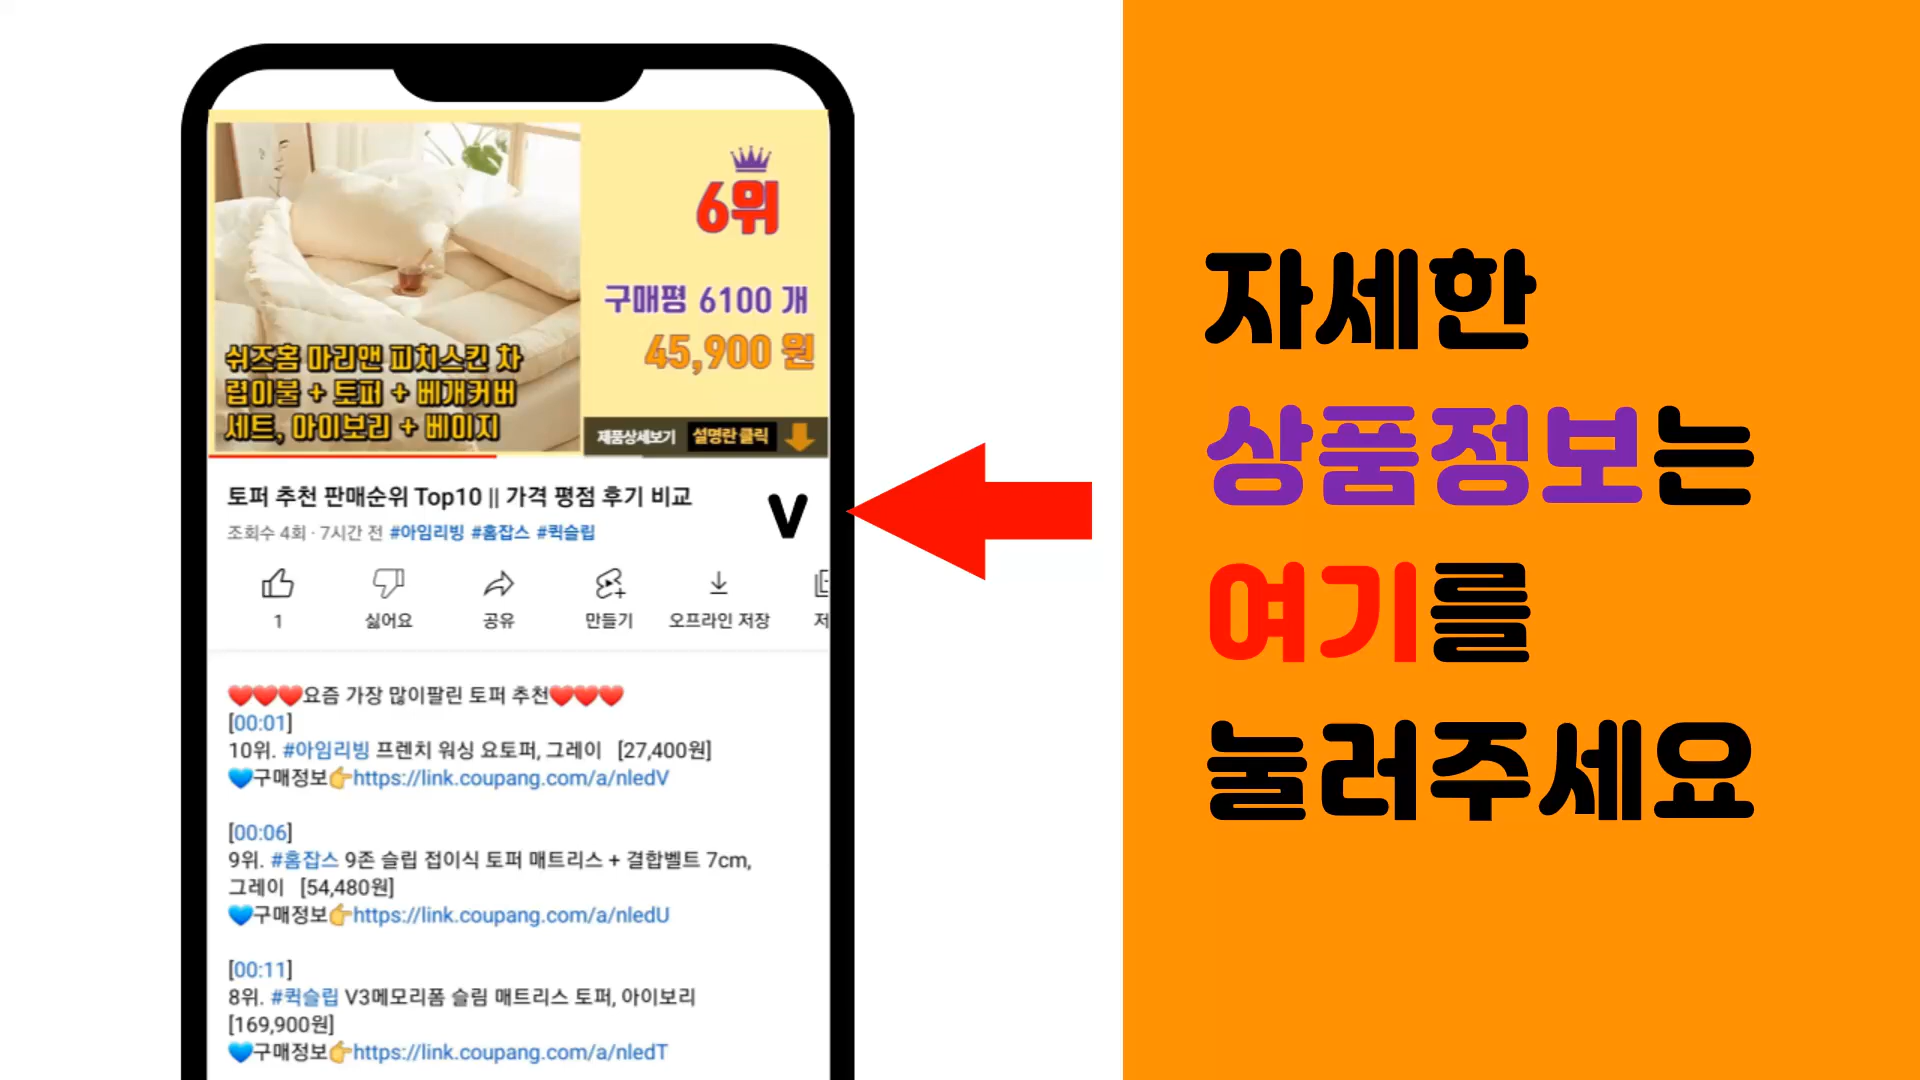 6위
구매평 6100 개
45,900 원
쉬즈홈 마리앤 피치스킨 차
렵이불 + 토퍼 + 베개커버
세트, 아이보리 + 베이지
제품상세보기 설명란 클릭
토퍼 추천 판매순위 Top10 || 가격 평점 후기 비교
V
조회수 4회 · 7시간 전 #아임리빙 #홈잡스 #퀵슬립
1 싫어요 공유 만들기 오프라인 저장 저
❤️❤️❤️요즘 가장 많이팔린 토퍼 추천❤️❤️❤️
[00:01]
10위. #아임리빙 프렌치 워싱 요토퍼, 그레이 [27,400원]
💙구매정보👉https://link.coupang.com/a/nledV
[00:06]
9위. #홈잡스 9존 슬립 접이식 토퍼 매트리스 + 결합벨트 7cm,
그레이 [54,480원]
💙구매정보👉https://link.coupang.com/a/nledU
[00:11]
8위. #퀵슬립 V3메모리폼 슬림 매트리스 토퍼, 아이보리
[169,900원]
💙구매정보👉https://link.coupang.com/a/nledT
자세한
상품정보는
여기를
눌러주세요